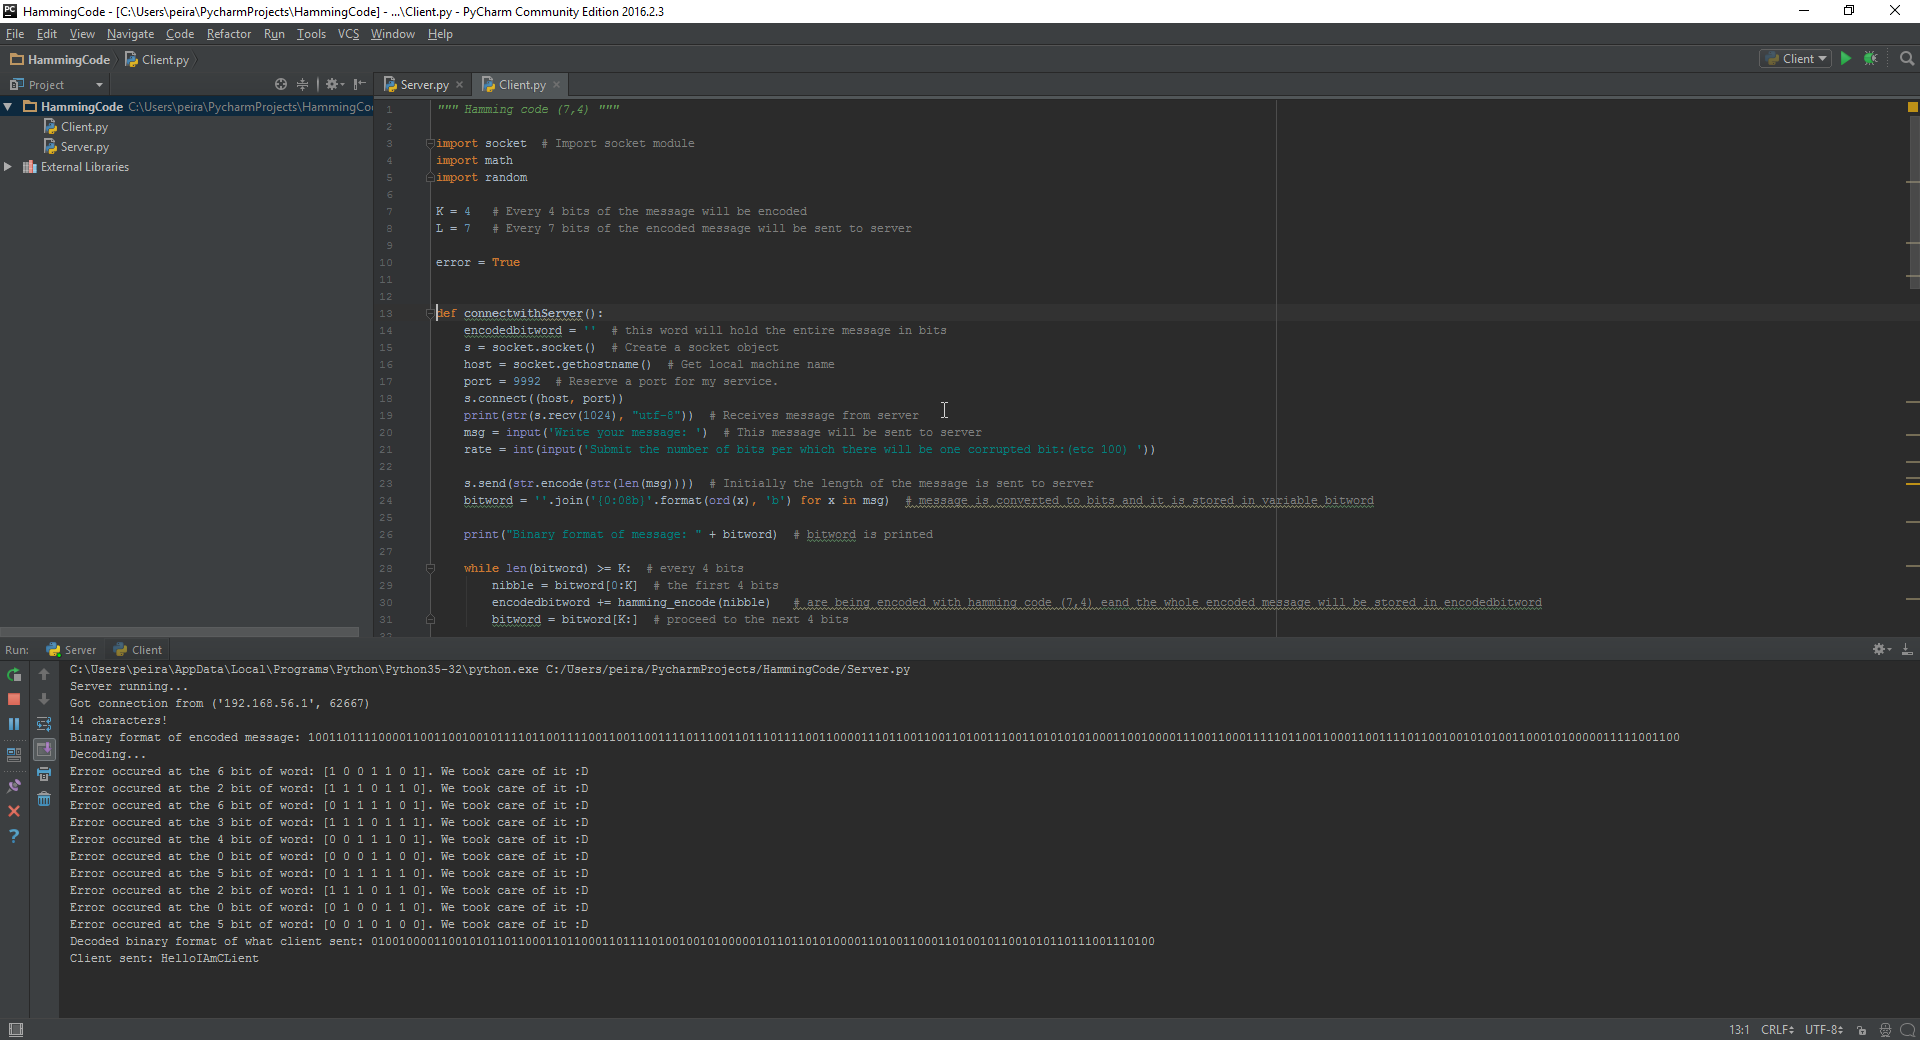 HammingCode - [C:\Users\peira\PycharmProjects\HammingCode] - ...\Client.py - PyCharm Community Edition 2016.2.3
File Edit View Navigate Code Refactor Run Tools VCS Window Help
HammingCode Client.py
Client
Project
Server.py Client.py
HammingCode C:\Users\peira\PycharmProjects\HammingCo
Client.py
Server.py
External Libraries
1 """ Hamming code (7,4) """
2
3 import socket # Import socket module
4 import math
5 import random
6
7 K = 4 # Every 4 bits of the message will be encoded
8 L = 7 # Every 7 bits of the encoded message will be sent to server
9
10 error = True
11
12
13 def connectwithServer():
14 encodedbitword = '' # this word will hold the entire message in bits
15 s = socket.socket() # Create a socket object
16 host = socket.gethostname() # Get local machine name
17 port = 9992 # Reserve a port for my service.
18 s.connect((host, port))
19 print(str(s.recv(1024), "utf-8")) # Receives message from server
20 msg = input('Write your message: ') # This message will be sent to server
21 rate = int(input('Submit the number of bits per which there will be one corrupted bit:(etc 100) '))
22
23 s.send(str.encode(str(len(msg)))) # Initially the length of the message is sent to server
24 bitword = ''.join('{0:08b}'.format(ord(x), 'b') for x in msg) # message is converted to bits and it is stored in variable bitword
25
26 print("Binary format of message: " + bitword) # bitword is printed
27
28 while len(bitword) >= K: # every 4 bits
29 nibble = bitword[0:K] # the first 4 bits
30 encodedbitword += hamming_encode(nibble) # are being encoded with hamming code (7,4) eand the whole encoded message will be stored in encodedbitword
31 bitword = bitword[K:] # proceed to the next 4 bits
32
Run: Server Client
C:\Users\peira\AppData\Local\Programs\Python\Python35-32\python.exe C:/Users/peira/PycharmProjects/HammingCode/Server.py
Server running...
Got connection from ('192.168.56.1', 62667)
14 characters!
Binary format of encoded message:
Decoding...
Error occured at the 6 bit of word: [1 0 0 1 1 0 1]. We took care of it :D
Error occured at the 2 bit of word: [1 1 1 0 1 1 0]. We took care of it :D
Error occured at the 6 bit of word: [0 1 1 1 1 0 1]. We took care of it :D
Error occured at the 3 bit of word: [1 1 1 0 1 1 1]. We took care of it :D
Error occured at the 4 bit of word: [0 0 1 1 1 0 1]. We took care of it :D
Error occured at the 0 bit of word: [0 0 0 1 1 0 0]. We took care of it :D
Error occured at the 5 bit of word: [0 1 1 1 1 1 0]. We took care of it :D
Error occured at the 2 bit of word: [1 1 1 0 1 1 0]. We took care of it :D
Error occured at the 0 bit of word: [0 1 0 0 1 1 0]. We took care of it :D
Error occured at the 5 bit of word: [0 0 1 0 1 0 0]. We took care of it :D
Decoded binary format of what client sent:
Client sent: HelloIAmCLient
13:1 CRLF UTF-8